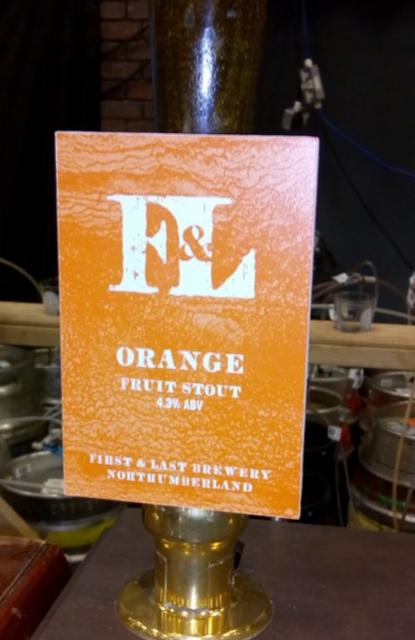 F&L
ORANGE
FRUIT STOUT
4.3% ABV
FIRST & LAST BREWERY
NORTHUMBERLAND